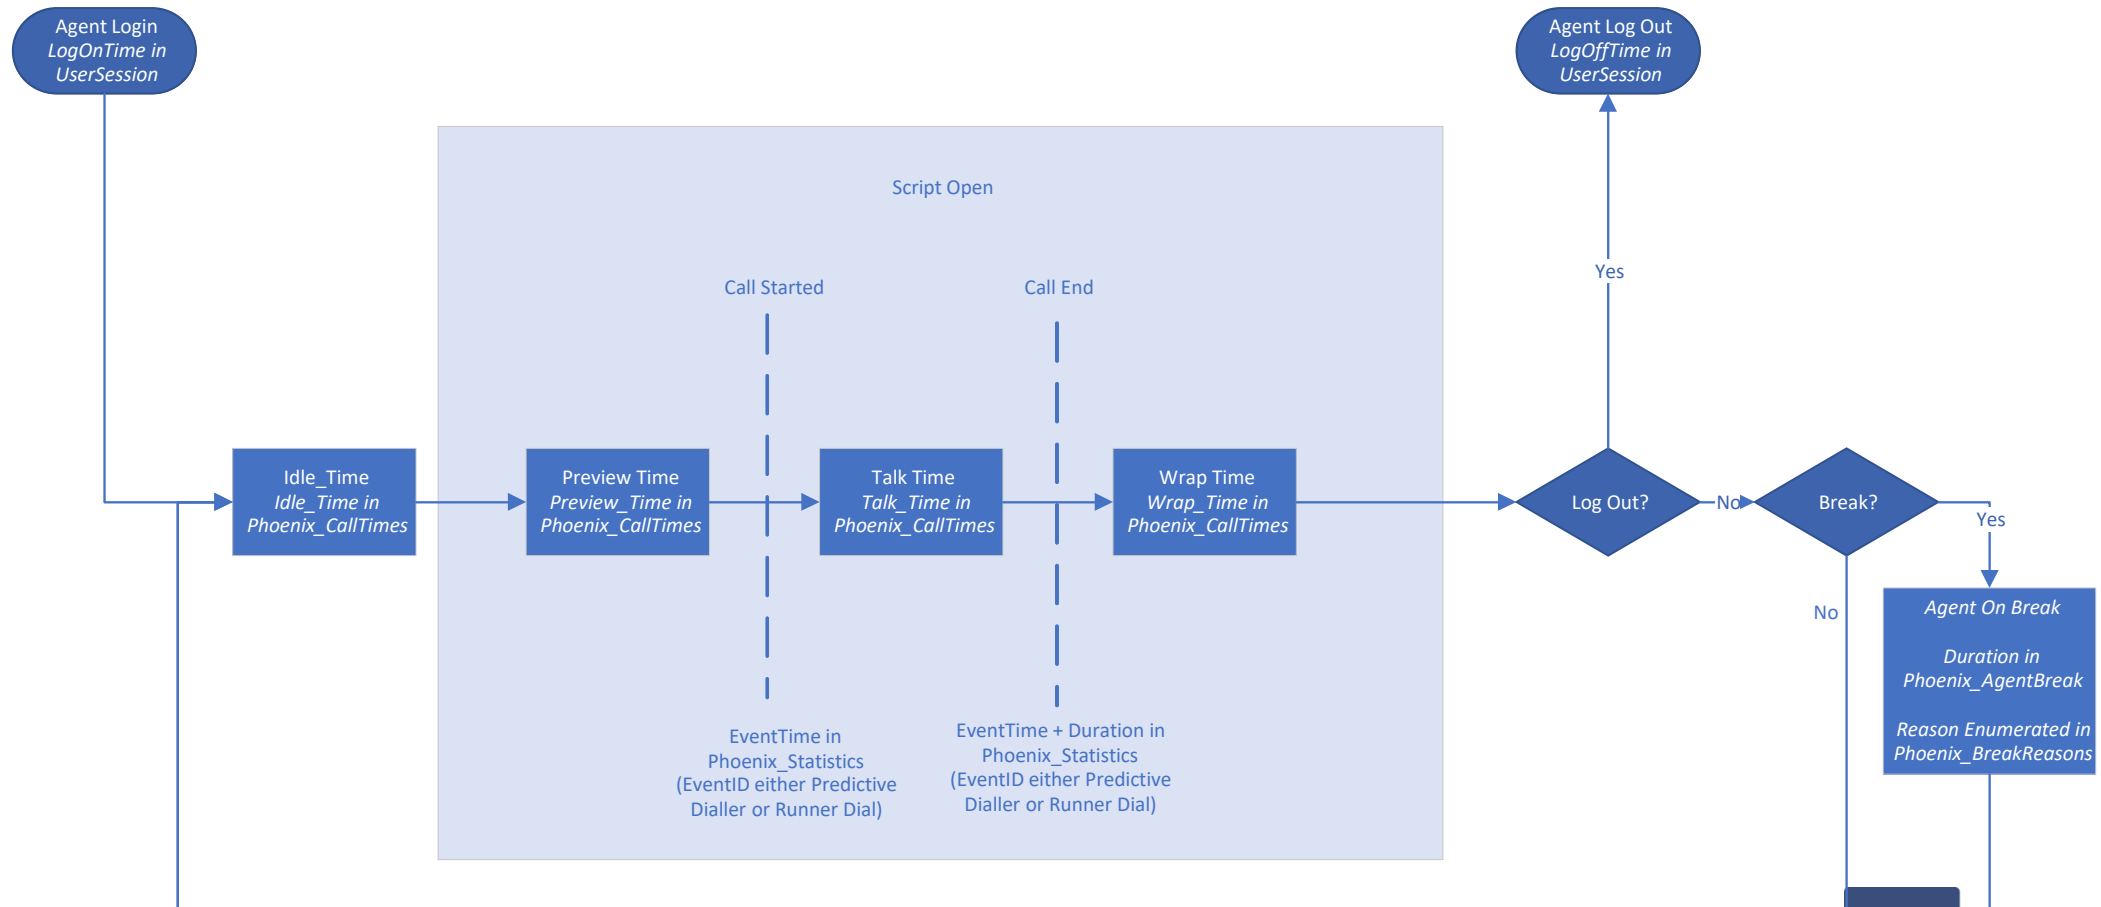 Agent Login
LogOnTime in
UserSession
Agent Log Out
LogOffTime in
UserSession
Script Open
Call Started
Call End
Yes
Idle_Time
Idle_Time in
Phoenix_CallTimes
Preview Time
Preview_Time in
Phoenix_CallTimes
Talk Time
Talk_Time in
Phoenix_CallTimes
Wrap Time
Wrap_Time in
Phoenix_CallTimes
Log Out?
No
Break?
Yes
No
Agent On Break
Duration in
Phoenix_AgentBreak
Reason Enumerated in
Phoenix_BreakReasons
EventTime in
Phoenix_Statistics
(EventID either Predictive
Dialler or Runner Dial)
EventTime + Duration in
Phoenix_Statistics
(EventID either Predictive
Dialler or Runner Dial)